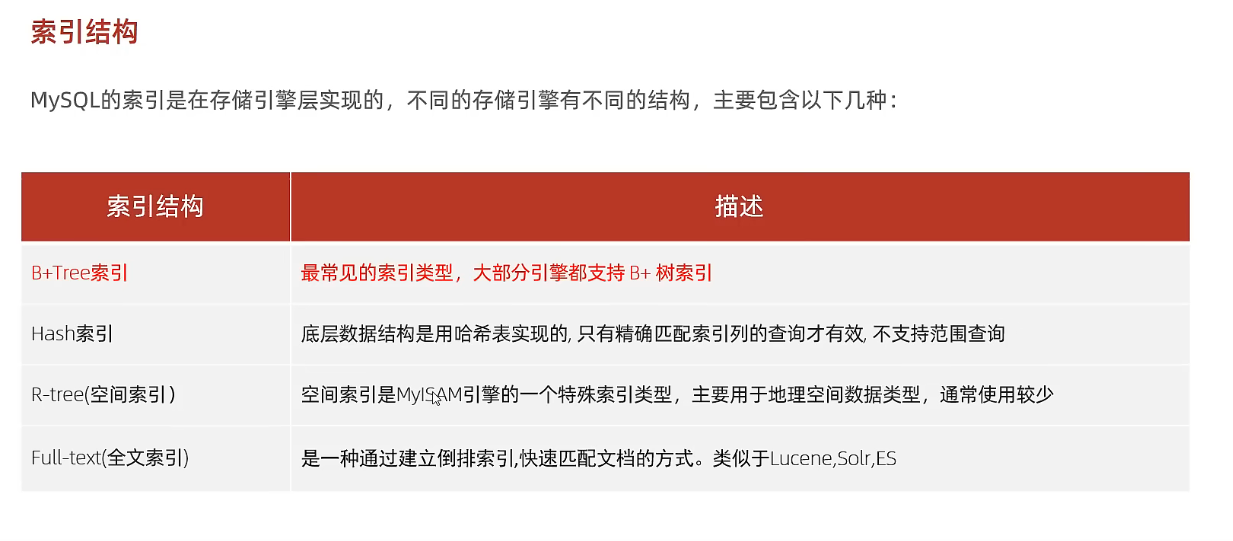 索引结构
MySQL的索引是在存储引擎层实现的，不同的存储引擎有不同的结构，主要包含以下几种：
索引结构 描述
B+Tree索引 最常见的索引类型，大部分引擎都支持 B+ 树索引
Hash索引 底层数据结构是用哈希表实现的, 只有精确匹配索引列的查询才有效, 不支持范围查询
R-tree(空间索引） 空间索引是MyISAM引擎的一个特殊索引类型，主要用于地理空间数据类型，通常使用较少
Full-text(全文索引) 是一种通过建立倒排索引,快速匹配文档的方式。类似于Lucene,Solr,ES